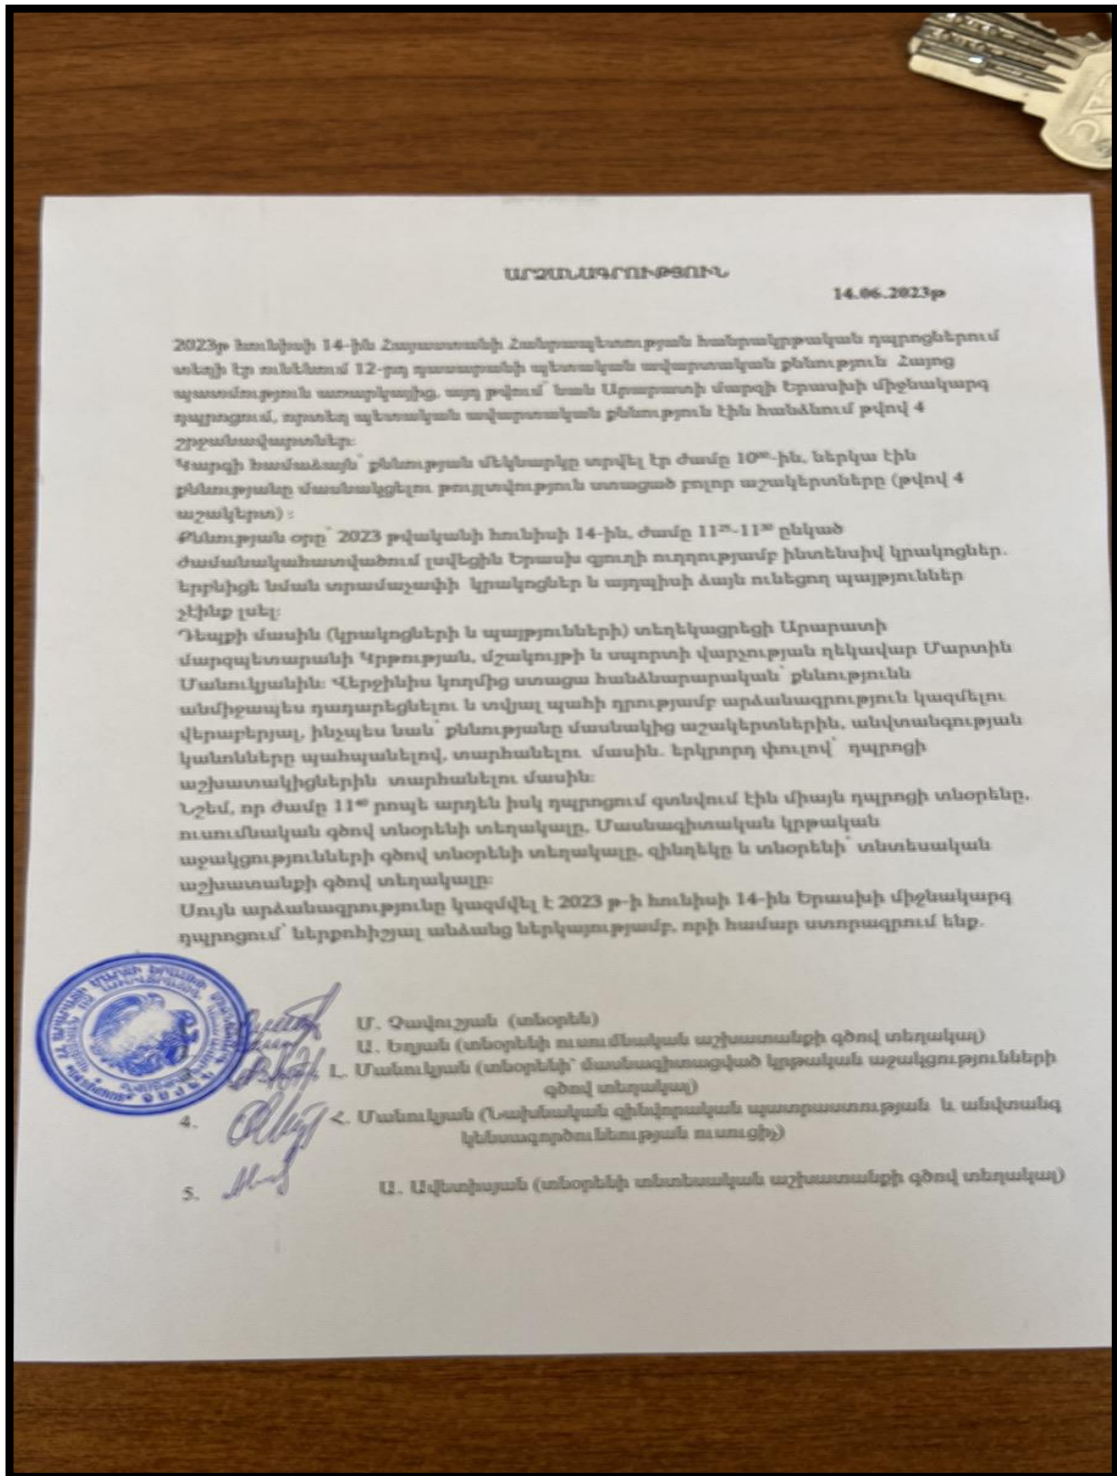 ԱՐՁԱՆԱԳՐՈՒԹՅՈՒՆ
14.06.2023թ
2023թ հունիսի 14-ին Հայաստանի Հանրապետության հանրակրթական դպրոցներում
տեղի էր ունենում 12-րդ դասարանի պետական ավարտական քննություն Հայոց
պատմություն առարկայից, այդ թվում՝ նաև Արարատի մարզի Երասխի միջնակարգ
դպրոցում, որտեղ պետական ավարտական քննություն էին հանձնում թվով 4
շրջանավարտներ:
Կարգի համաձայն՝ քննության մեկնարկը տրվել էր ժամը 10⁰⁰-ին, ներկա էին
քննությանը մասնակցելու թույլտվություն ստացած բոլոր աշակերտները (թվով 4
աշակերտ) :
Քննության օրը՝ 2023 թվականի հունիսի 14-ին, ժամը 11²⁵-11³⁰ ընկած
ժամանակահատվածում լսվեցին Երասխ գյուղի ուղղությամբ ինտենսիվ կրակոցներ.
երբևիցե նման տրամաչափի կրակոցներ և այդպիսի ձայն ունեցող պայթյուններ
չէինք լսել:
Դեպքի մասին (կրակոցների և պայթյունների) տեղեկացրեցի Արարատի
մարզպետարանի Կրթության, մշակույթի և սպորտի վարչության ղեկավար Մարտին
Մանուկյանին: Վերջինիս կողմից ստացա հանձնարարական՝ քննությունն
անմիջապես դադարեցնելու և տվյալ պահի դրությամբ արձանագրություն կազմելու
վերաբերյալ, ինչպես նաև՝ քննությանը մասնակից աշակերտներին, անվտանգության
կանոնները պահպանելով, տարհանելու մասին. երկրորդ փուլով՝ դպրոցի
աշխատակիցներին տարհանելու մասին:
Նշեմ, որ ժամը 11⁴⁰ րոպե արդեն իսկ դպրոցում գտնվում էին միայն դպրոցի տնօրենը,
ուսումնական գծով տնօրենի տեղակալը, Մասնագիտական կրթական
աջակցությունների գծով տնօրենի տեղակալը, զինղեկը և տնօրենի՝ տնտեսական
աշխատանքի գծով տեղակալը:
Սույն արձանագրությունը կազմվել է 2023 թ-ի հունիսի 14-ին Երասխի միջնակարգ
դպրոցում՝ ներքոհիշյալ անձանց ներկայությամբ, որի համար ստորագրում ենք.
Մ. Չավուշյան (տնօրեն)
Ա. Եղյան (տնօրենի ուսումնական աշխատանքի գծով տեղակալ)
Լ. Մանուկյան (տնօրենի՝ մասնագիտացված կրթական աջակցությունների
գծով տեղակալ)
4. Հ. Մանուկյան (Նախնական զինվորական պատրաստության և անվտանգ
կենսագործունեության ուսուցիչ)
5. Ա. Ավետիսյան (տնօրենի տնտեսական աշխատանքի գծով տեղակալ)